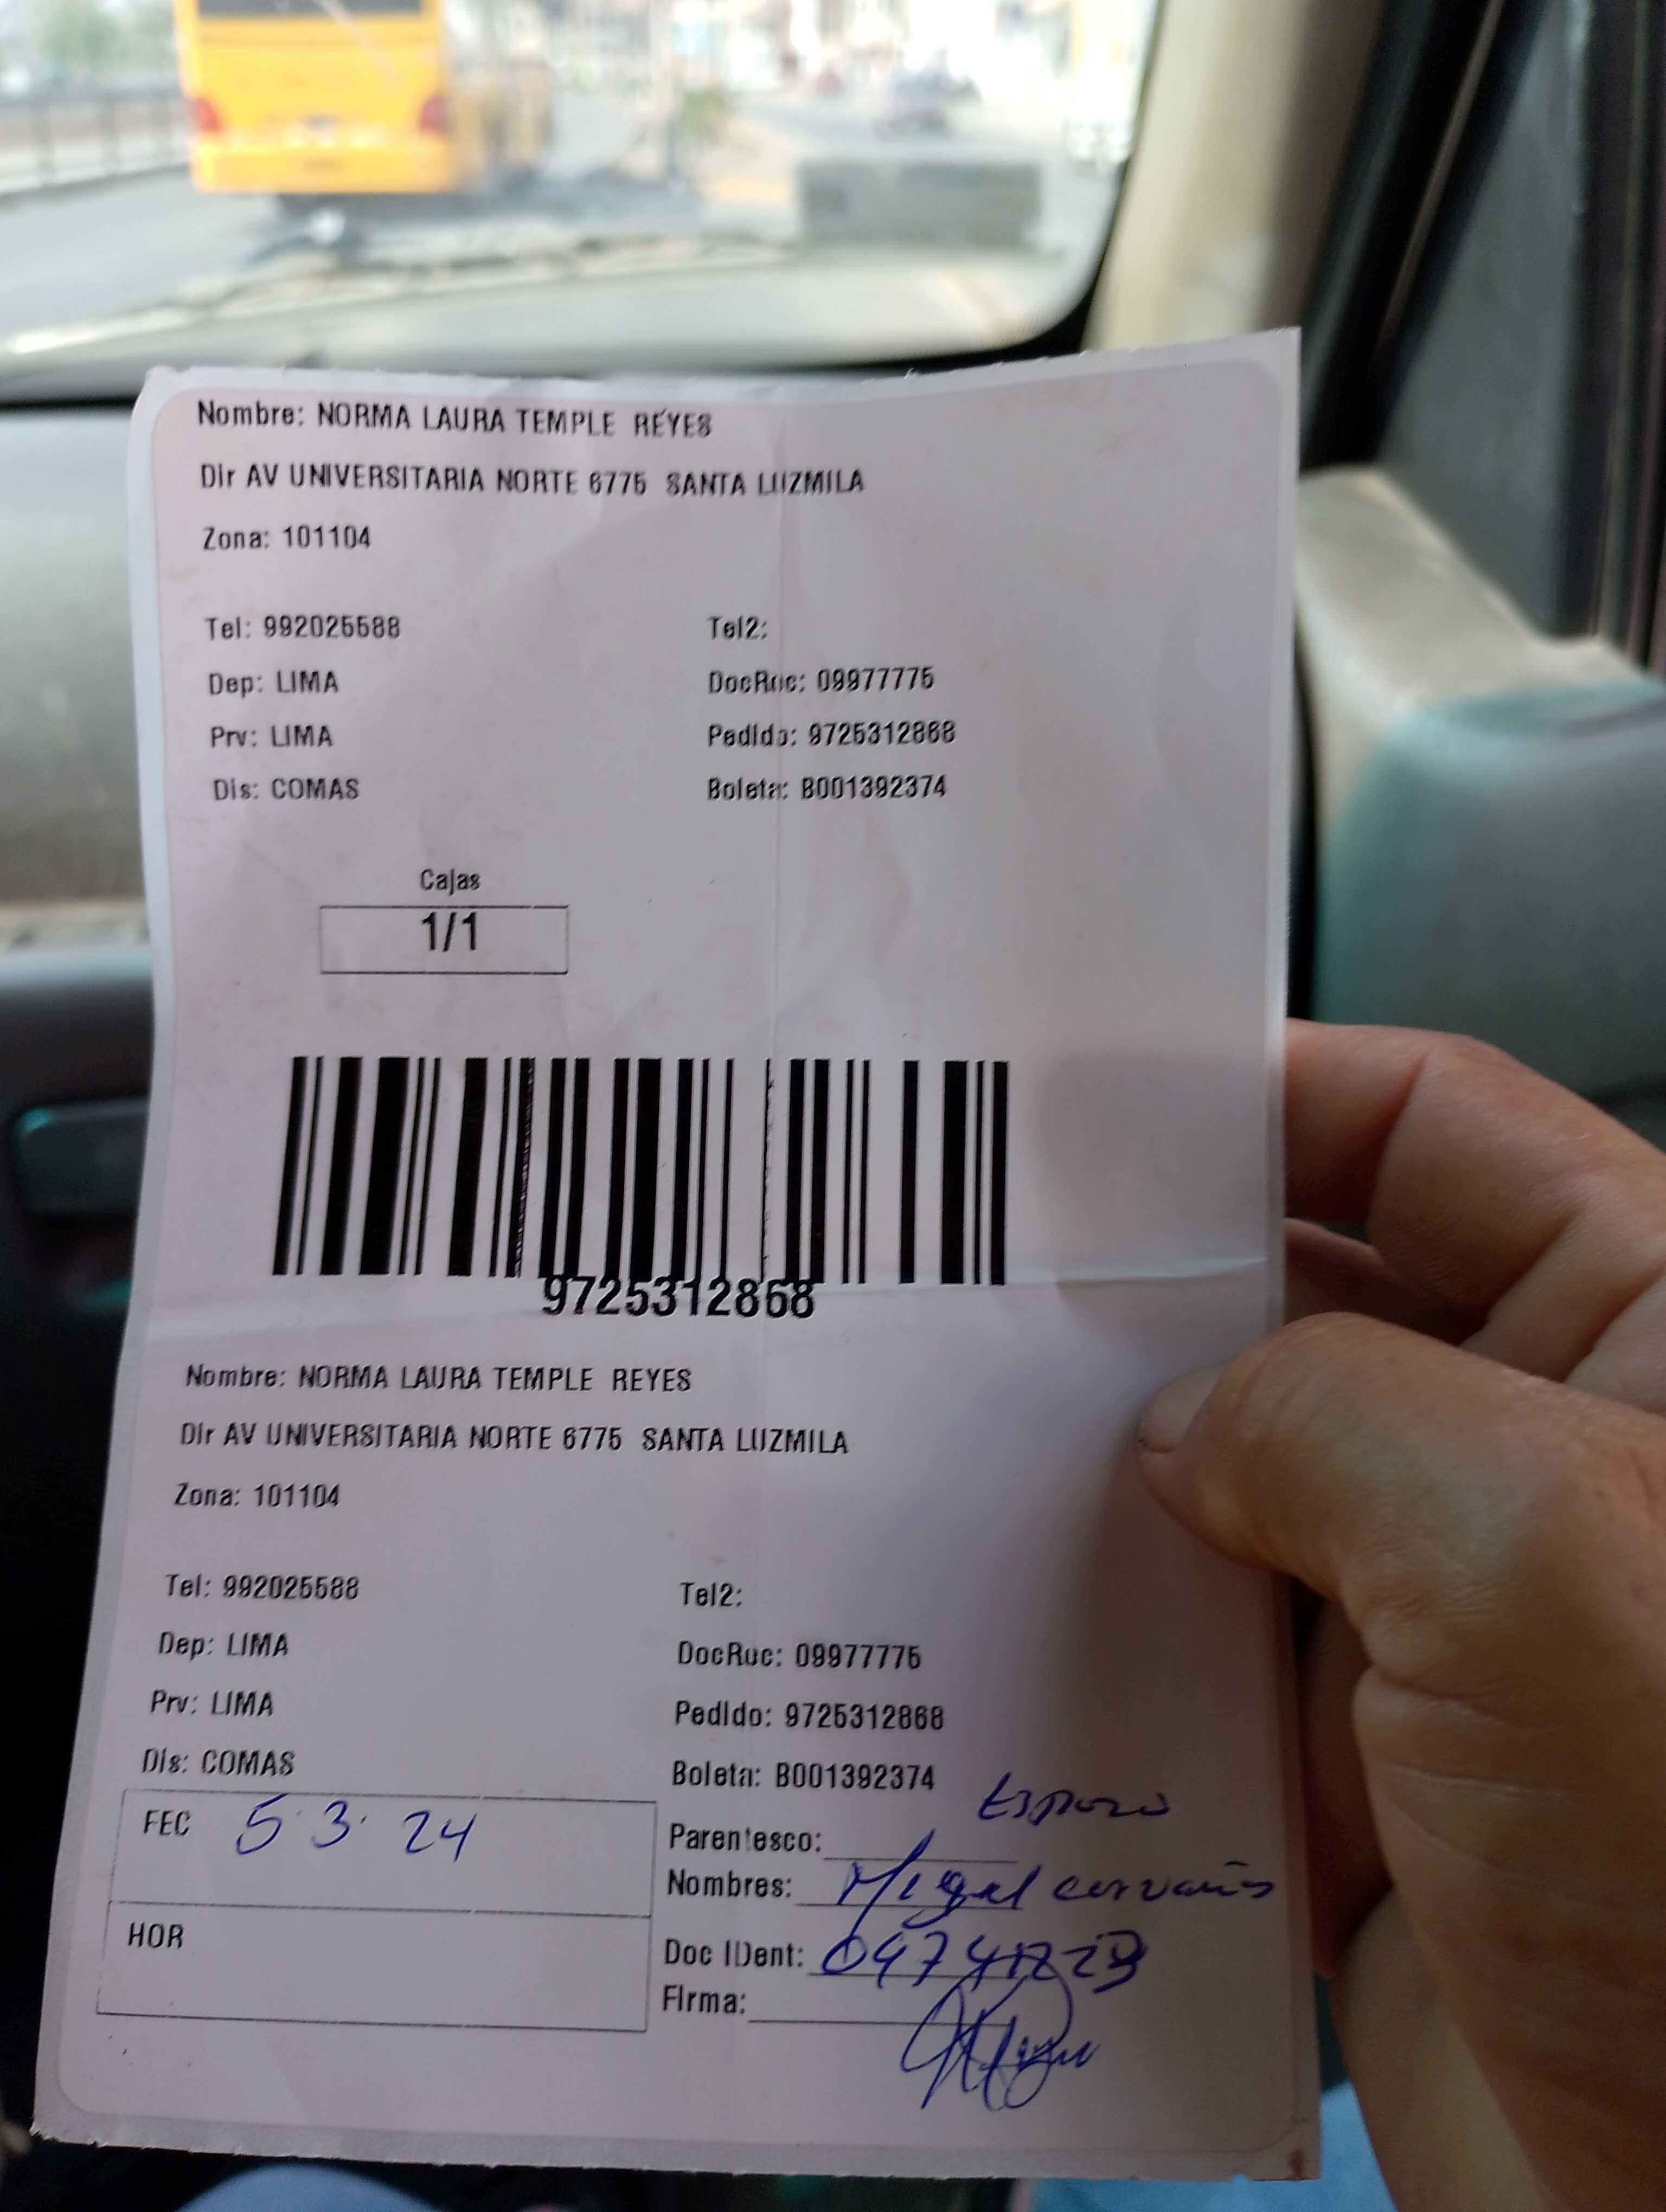 Nombre: NORMA LAURA TEMPLE REYES
Dir AV UNIVERSITARIA NORTE 6775 SANTA LUZMILA
Zona: 101104
Tel: 992025588 Tel2:
Dep: LIMA DocRuc: 09977775
Prv: LIMA Pedido: 9725312868
Dis: COMAS Boleta: B001392374
Cajas
1/1
9725312868
Nombre: NORMA LAURA TEMPLE REYES
Dir AV UNIVERSITARIA NORTE 6775 SANTA LUZMILA
Zona: 101104
Tel: 992025588 Tel2:
Dep: LIMA DocRuc: 09977775
Prv: LIMA Pedido: 9725312868
Dis: COMAS Boleta: B001392374
FEC 5 3 24 Parentesco: Esposo
Nombres: Migel
HOR Doc IDent:
Firma: